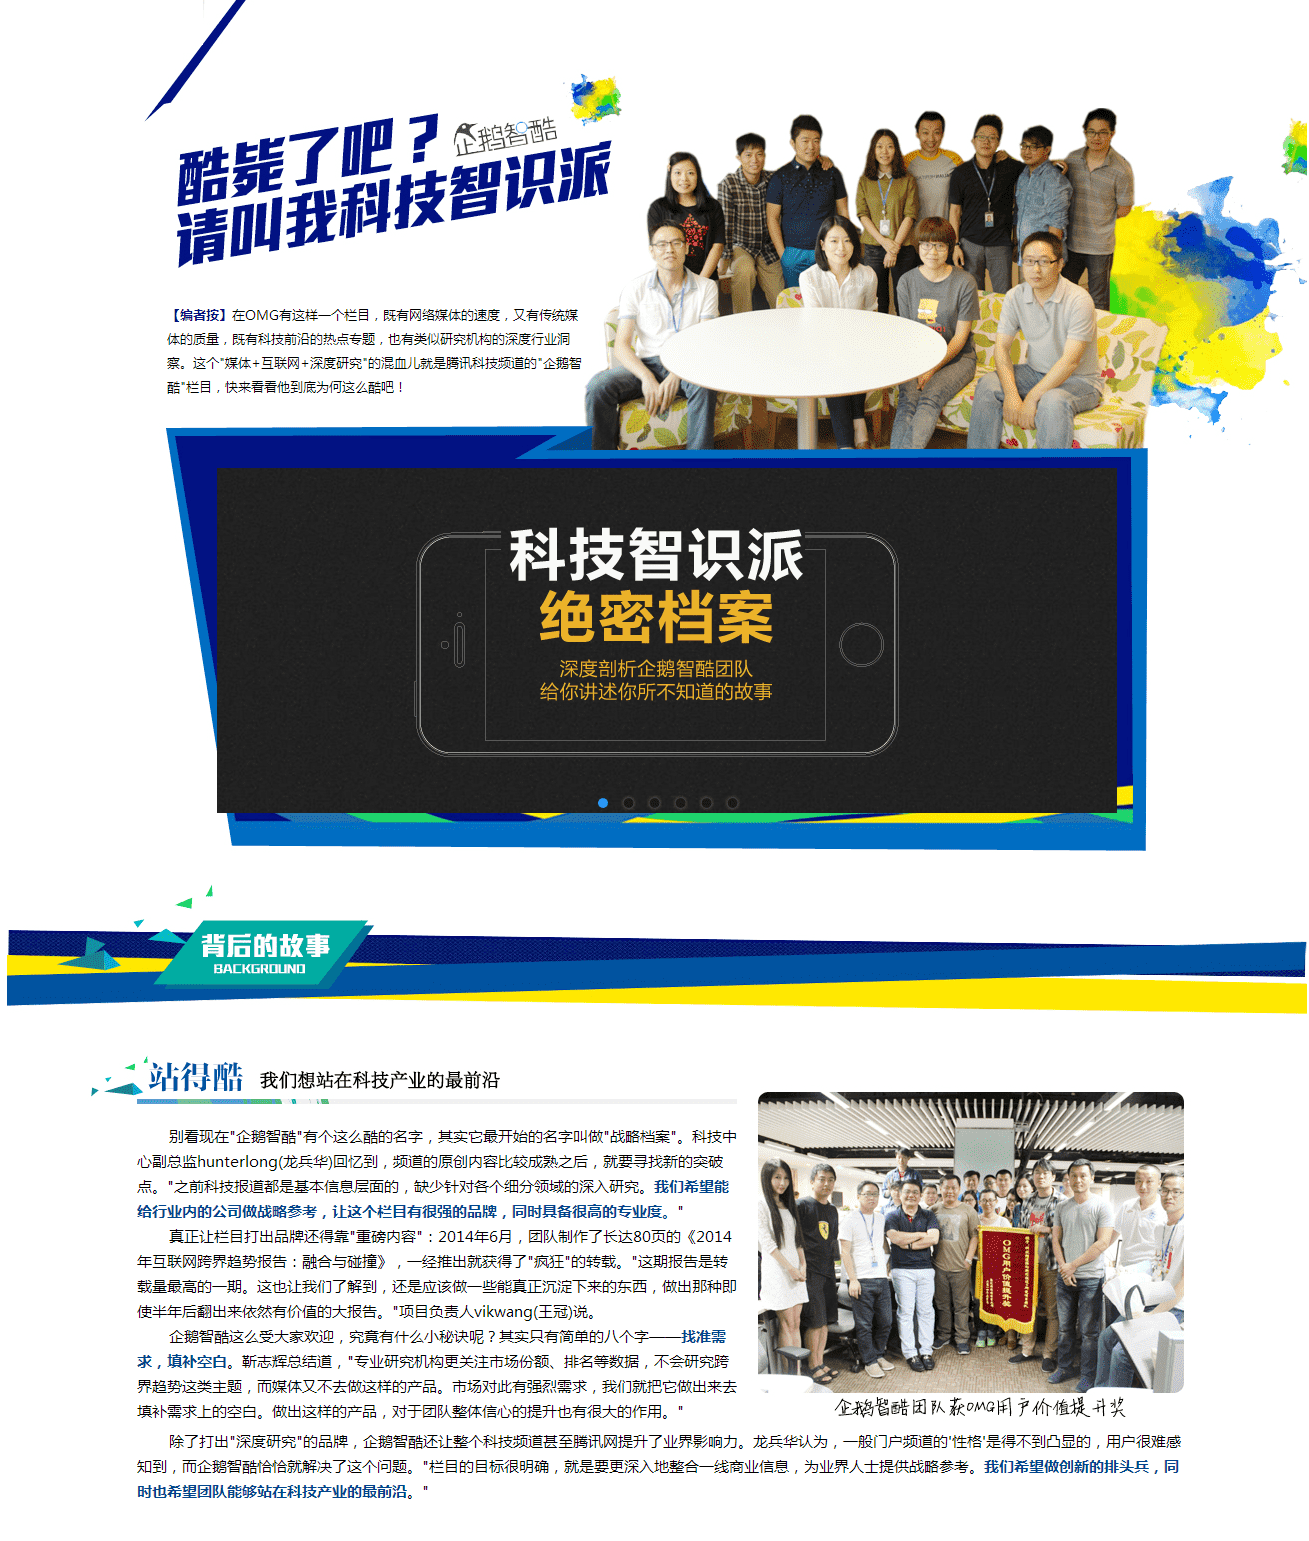 酷毙了吧？
企鹅智酷
请叫我科技智识派
【编者按】在OMG有这样一个栏目，既有网络媒体的速度，又有传统媒
体的质量，既有科技前沿的热点专题，也有类似研究机构的深度行业洞
察。这个"媒体+互联网+深度研究"的混血儿就是腾讯科技频道的"企鹅智
酷"栏目，快来看看他到底为何这么酷吧！
科技智识派
绝密档案
深度剖析企鹅智酷团队
给你讲述你所不知道的故事
背后的故事
BACKGROUND
站得酷 我们想站在科技产业的最前沿
别看现在"企鹅智酷"有个这么酷的名字，其实它最开始的名字叫做"战略档案"。科技中
心副总监hunterlong(龙兵华)回忆到，频道的原创内容比较成熟之后，就要寻找新的突破
点。"之前科技报道都是基本信息层面的，缺少针对各个细分领域的深入研究。我们希望能
给行业内的公司做战略参考，让这个栏目有很强的品牌，同时具备很高的专业度。"
真正让栏目打出品牌还得靠"重磅内容"：2014年6月，团队制作了长达80页的《2014
年互联网跨界趋势报告：融合与碰撞》，一经推出就获得了"疯狂"的转载。"这期报告是转
载量最高的一期。这也让我们了解到，还是应该做一些能真正沉淀下来的东西，做出那种即
使半年后翻出来依然有价值的大报告。"项目负责人vikwang(王冠)说。
企鹅智酷这么受大家欢迎，究竟有什么小秘诀呢？其实只有简单的八个字——找准需
求，填补空白。靳志辉总结道，"专业研究机构更关注市场份额、排名等数据，不会研究跨
界趋势这类主题，而媒体又不去做这样的产品。市场对此有强烈需求，我们就把它做出来去
填补需求上的空白。做出这样的产品，对于团队整体信心的提升也有很大的作用。"
OMG用户价值提升奖
企鹅智酷团队获OMG用户价值提升奖
除了打出"深度研究"的品牌，企鹅智酷还让整个科技频道甚至腾讯网提升了业界影响力。龙兵华认为，一般门户频道的'性格'是得不到凸显的，用户很难感
知到，而企鹅智酷恰恰就解决了这个问题。"栏目的目标很明确，就是要更深入地整合一线商业信息，为业界人士提供战略参考。我们希望做创新的排头兵，同
时也希望团队能够站在科技产业的最前沿。"